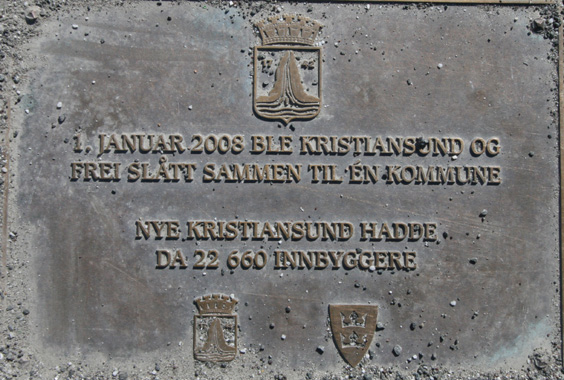 1. JANUAR 2008 BLE KRISTIANSUND OG
FREI SLÅTT SAMMEN TIL ÉN KOMMUNE
NYE KRISTIANSUND HADDE
DA 22 660 INNBYGGERE